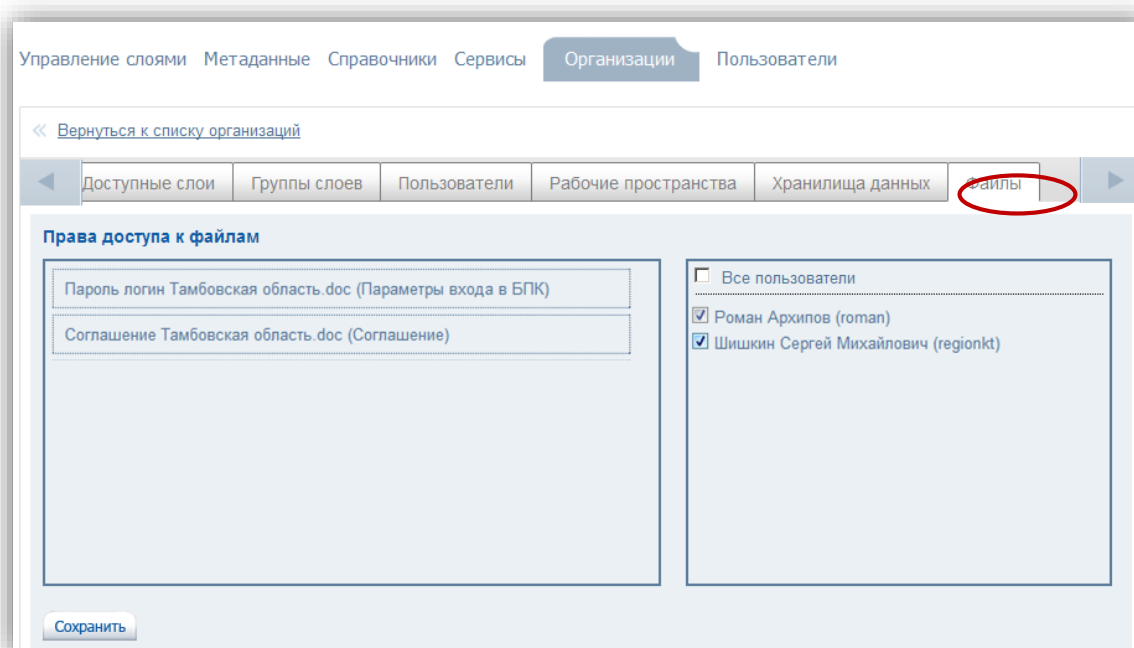 Управление слоями Метаданные Справочники Сервисы Организации Пользователи
« Вернуться к списку организаций
Доступные слои Группы слоев Пользователи Рабочие пространства Хранилища данных Файлы
Права доступа к файлам
Пароль логин Тамбовская область.doc (Параметры входа в БПК)
Соглашение Тамбовская область.doc (Соглашение)
Все пользователи
Роман Архипов (roman)
Шишкин Сергей Михайлович (regionkt)
Сохранить